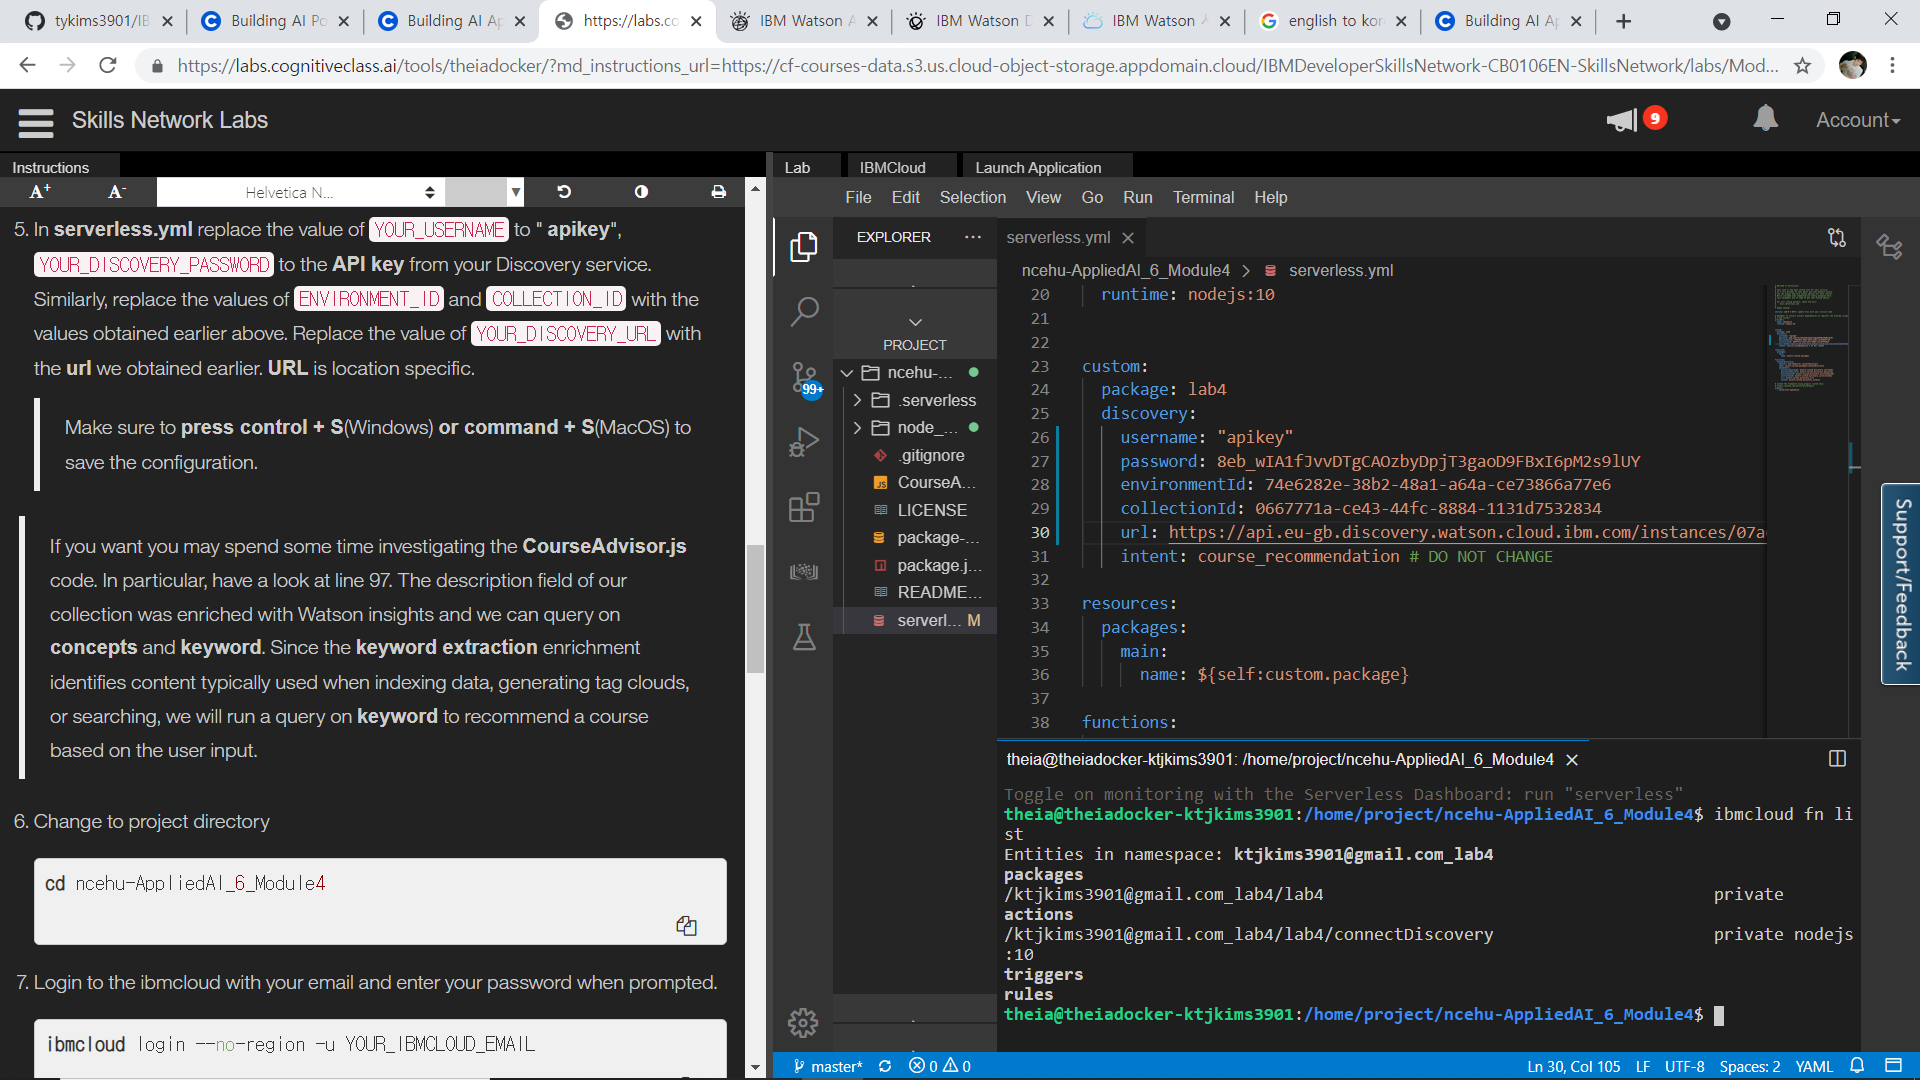 tykims3901/IB
Building AI Po
Building AI Ap
https://labs.co
IBM Watson A
IBM Watson D
IBM Watson
english to kor
Building AI Ap
https://labs.cognitiveclass.ai/tools/theiadocker/?md_instructions_url=https://cf-courses-data.s3.us.cloud-object-storage.appdomain.cloud/IBMDeveloperSkillsNetwork-CB0106EN-SkillsNetwork/labs/Mod...
Skills Network Labs
9
Account
Instructions
A+ A- Helvetica N...
5. In serverless.yml replace the value of YOUR_USERNAME to " apikey",
YOUR_DISCOVERY_PASSWORD to the API key from your Discovery service.
Similarly, replace the values of ENVIRONMENT_ID and COLLECTION_ID with the
values obtained earlier above. Replace the value of YOUR_DISCOVERY_URL with
the url we obtained earlier. URL is location specific.
Make sure to press control + S(Windows) or command + S(MacOS) to
save the configuration.
If you want you may spend some time investigating the CourseAdvisor.js
code. In particular, have a look at line 97. The description field of our
collection was enriched with Watson insights and we can query on
concepts and keyword. Since the keyword extraction enrichment
identifies content typically used when indexing data, generating tag clouds,
or searching, we will run a query on keyword to recommend a course
based on the user input.
6. Change to project directory
cd ncehu-AppliedAI_6_Module4
7. Login to the ibmcloud with your email and enter your password when prompted.
ibmcloud login --no-region -u YOUR_IBMCLOUD_EMAIL
Lab IBMCloud Launch Application
File Edit Selection View Go Run Terminal Help
99+
EXPLORER ...
PROJECT
ncehu-...
.serverless
node_...
.gitignore
CourseA...
LICENSE
package-...
package.j...
README...
serverl... M
serverless.yml
ncehu-AppliedAI_6_Module4 > serverless.yml
20 runtime: nodejs:10
21
22
23 custom:
24 package: lab4
25 discovery:
26 username: "apikey"
27 password: 8eb_wIA1fJvvDTgCAOzbyDpjT3gaoD9FBxI6pM2s9lUY
28 environmentId: 74e6282e-38b2-48a1-a64a-ce73866a77e6
29 collectionId: 0667771a-ce43-44fc-8884-1131d7532834
30 url: https://api.eu-gb.discovery.watson.cloud.ibm.com/instances/07a
31 intent: course_recommendation # DO NOT CHANGE
32
33 resources:
34 packages:
35 main:
36 name: ${self:custom.package}
37
38 functions:
theia@theiadocker-ktjkims3901: /home/project/ncehu-AppliedAI_6_Module4
Toggle on monitoring with the Serverless Dashboard: run "serverless"
theia@theiadocker-ktjkims3901:/home/project/ncehu-AppliedAI_6_Module4$ ibmcloud fn li
st
Entities in namespace: ktjkims3901@gmail.com_lab4
packages
/ktjkims3901@gmail.com_lab4/lab4 private
actions
/ktjkims3901@gmail.com_lab4/lab4/connectDiscovery private nodejs
:10
triggers
rules
theia@theiadocker-ktjkims3901:/home/project/ncehu-AppliedAI_6_Module4$
Support/Feedback
master* 0 0 Ln 30, Col 105 LF UTF-8 Spaces: 2 YAML